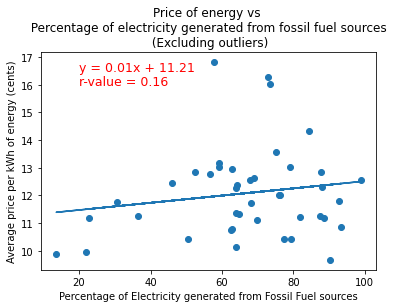 Price of energy vs
Percentage of electricity generated from fossil fuel sources
(Excluding outliers)
y = 0.01x + 11.21
r-value = 0.16
Average price per kWh of energy (cents)
17
16
15
14
13
12
11
10
20 40 60 80 100
Percentage of Electricity generated from Fossil Fuel sources